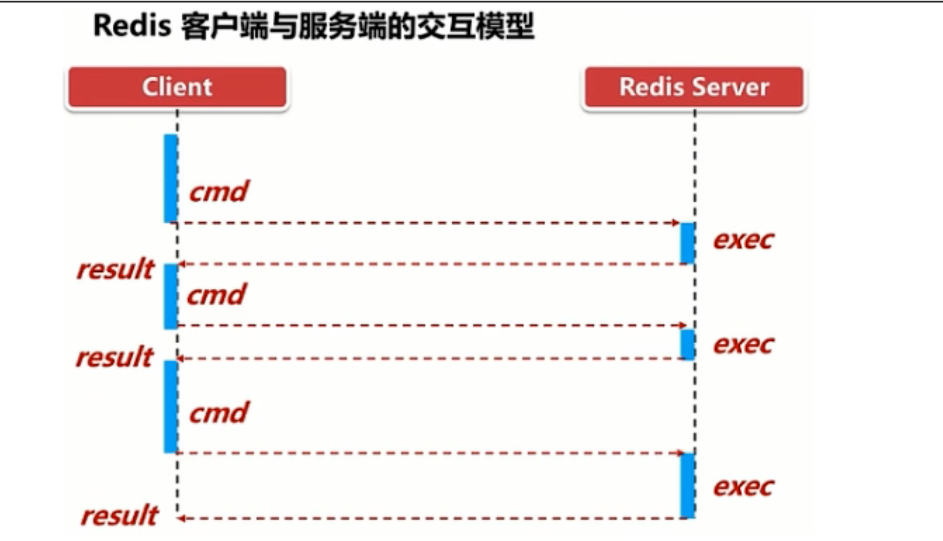 Redis 客户端与服务端的交互模型
Client
Redis Server
cmd
exec
result
cmd
exec
result
cmd
exec
result